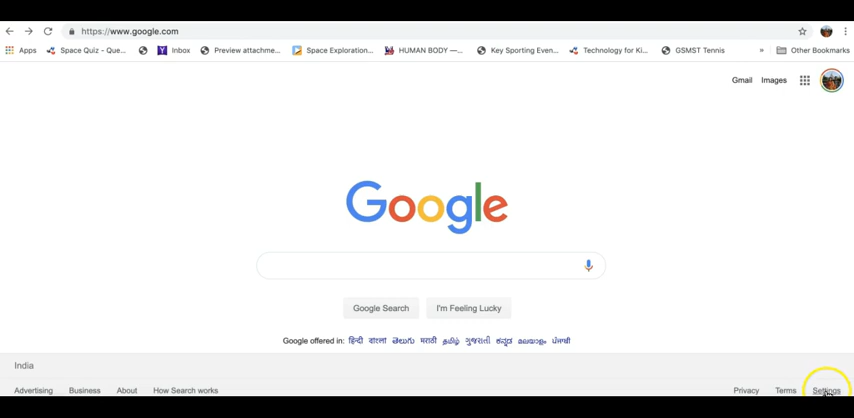 https://www.google.com
Apps Space Quiz - Que... Inbox Preview attachme... Space Exploration... HUMAN BODY —... Key Sporting Even... Technology for Ki... GSMST Tennis » Other Bookmarks
Gmail Images
Google
Google Search I'm Feeling Lucky
Google offered in: हिन्दी বাংলা తెలుగు मराठी தமிழ் ગુજરાતી ಕನ್ನಡ മലയാളം ਪੰਜਾਬੀ
India
Advertising Business About How Search works Privacy Terms Settings